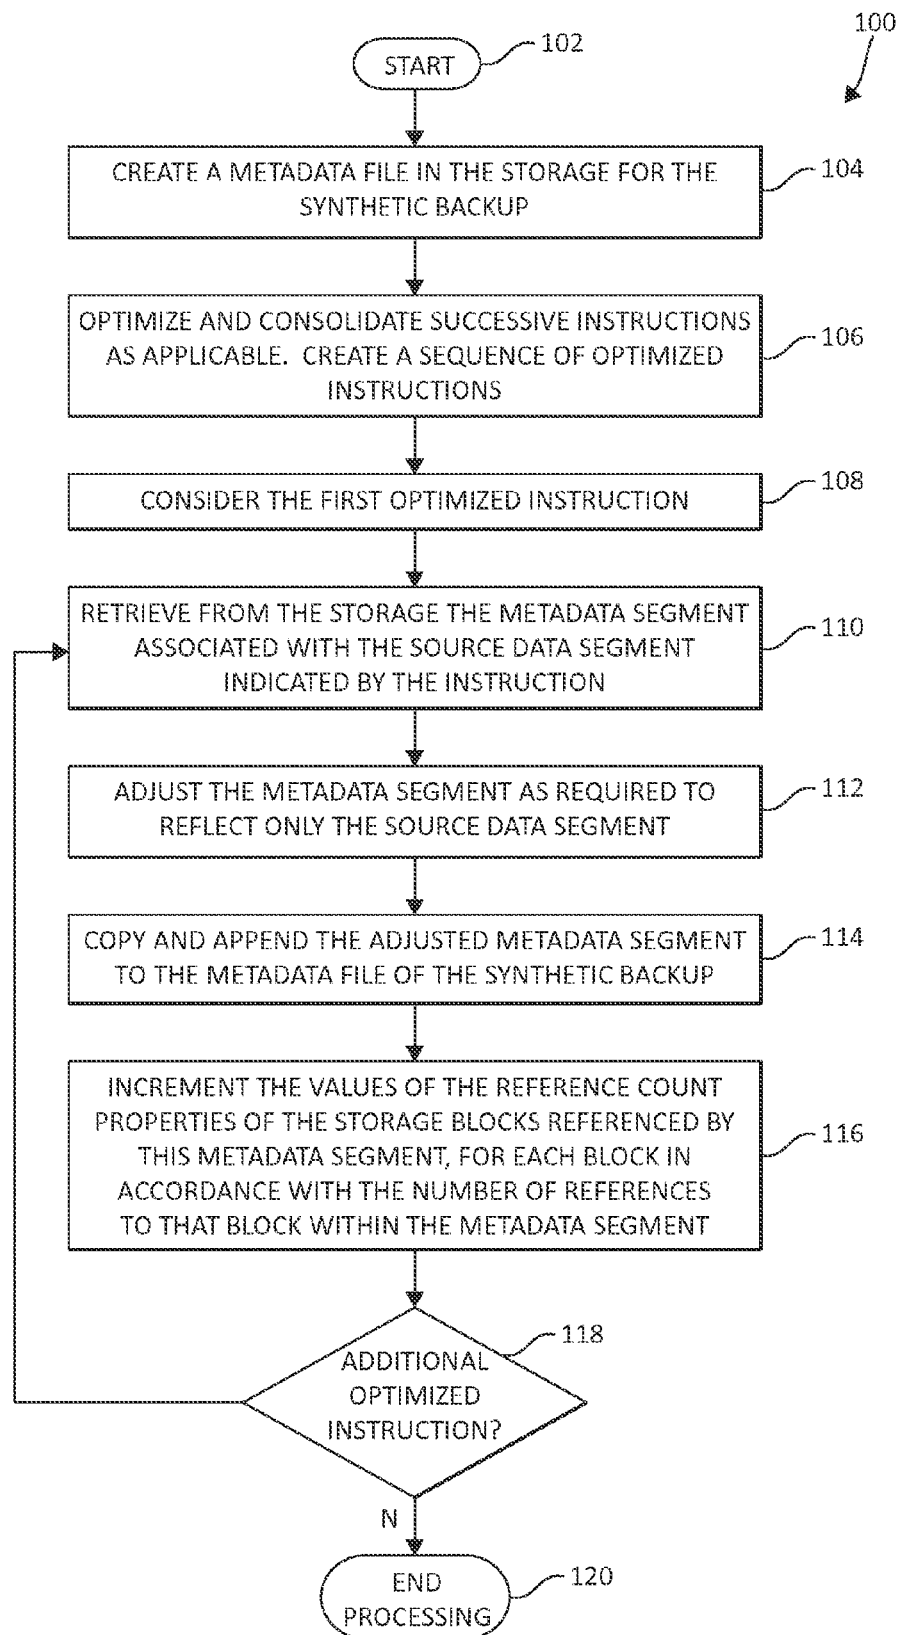 100
START
102
CREATE A METADATA FILE IN THE STORAGE FOR THE
SYNTHETIC BACKUP
104
OPTIMIZE AND CONSOLIDATE SUCCESSIVE INSTRUCTIONS
AS APPLICABLE. CREATE A SEQUENCE OF OPTIMIZED
INSTRUCTIONS
106
CONSIDER THE FIRST OPTIMIZED INSTRUCTION
108
RETRIEVE FROM THE STORAGE THE METADATA SEGMENT
ASSOCIATED WITH THE SOURCE DATA SEGMENT
INDICATED BY THE INSTRUCTION
110
ADJUST THE METADATA SEGMENT AS REQUIRED TO
REFLECT ONLY THE SOURCE DATA SEGMENT
112
COPY AND APPEND THE ADJUSTED METADATA SEGMENT
TO THE METADATA FILE OF THE SYNTHETIC BACKUP
114
INCREMENT THE VALUES OF THE REFERENCE COUNT
PROPERTIES OF THE STORAGE BLOCKS REFERENCED BY
THIS METADATA SEGMENT, FOR EACH BLOCK IN
ACCORDANCE WITH THE NUMBER OF REFERENCES
TO THAT BLOCK WITHIN THE METADATA SEGMENT
116
ADDITIONAL
OPTIMIZED
INSTRUCTION?
118
N
END
PROCESSING
120